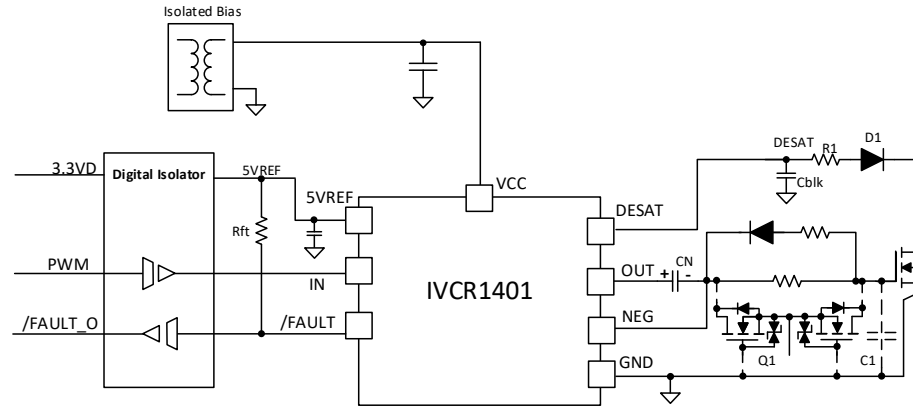 Isolated Bias
3.3VD
Digital Isolator
5VREF
5VREF
VCC
DESAT
R1
D1
Cblk
DESAT
Rft
PWM
IN
IVCR1401
OUT
+
CN
-
/FAULT_O
/FAULT
NEG
Q1
C1
GND